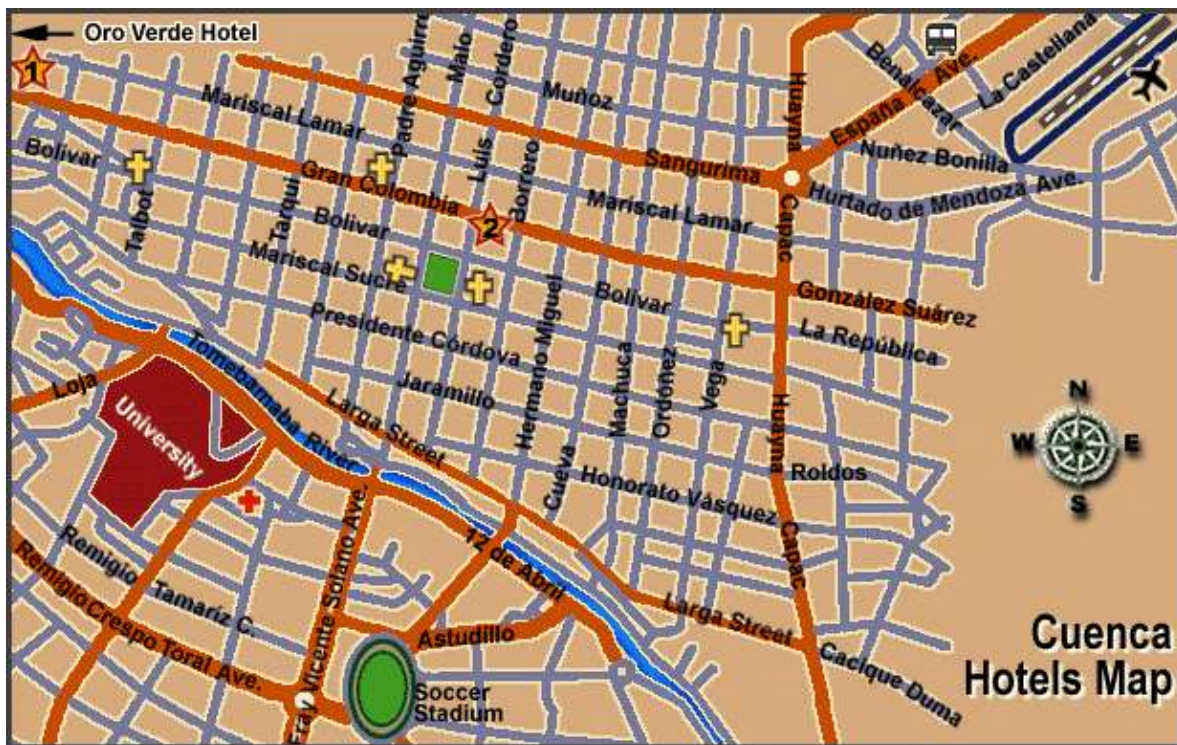 Oro Verde Hotel
1
Mariscal Lamar
Padre Aguirre
Malo
Luis Cordero
Borrero
Muñoz
Huayna Capac
España Ave.
Benalcazar
La Castellana
Nuñez Bonilla
Hurtado de Mendoza Ave.
Sangurima
Mariscal Lamar
Bolivar
Talbot
Tarqui
Gran Colombia
2
Bolivar
Mariscal Sucre
Presidente Córdova
Bolivar
González Suárez
La República
Hermano Miguel
Machuca
Ordoñez
Vega
Jaramillo
Loja
University
Tomebamaba River
Larga Street
Cueva
Honorato Vásquez
Huayna Capac
Roldos
N
W
E
S
12 de Abril
Remigio Tamaríz C.
Remigio Crespo Toral Ave.
Fray Vicente Solano Ave.
Astudillo
Soccer
Stadium
Larga Street
Cacique Duma
Cuenca
Hotels Map